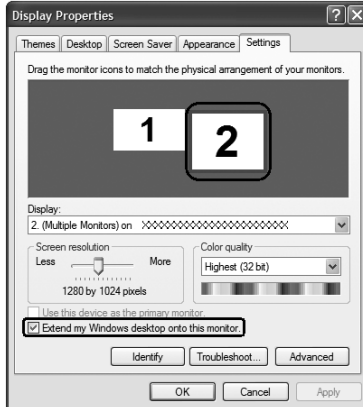 Display Properties
Themes Desktop Screen Saver Appearance Settings
Drag the monitor icons to match the physical arrangement of your monitors.
1 2
Display:
2. (Multiple Monitors) on XXXXXXXXXXXXXXXXXXXXXXX
Screen resolution
Less More
1280 by 1024 pixels
Color quality
Highest (32 bit)
Use this device as the primary monitor.
Extend my Windows desktop onto this monitor.
Identify Troubleshoot... Advanced
OK Cancel Apply